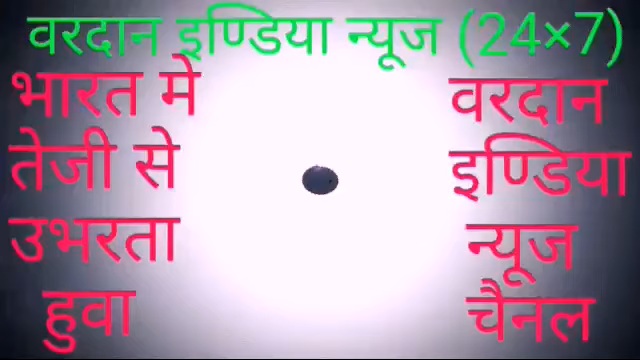 वरदान इण्डिया न्यूज (24×7)
भारत मे
तेजी से
उभरता
हुवा
वरदान
इण्डिया
न्यूज
चैनल